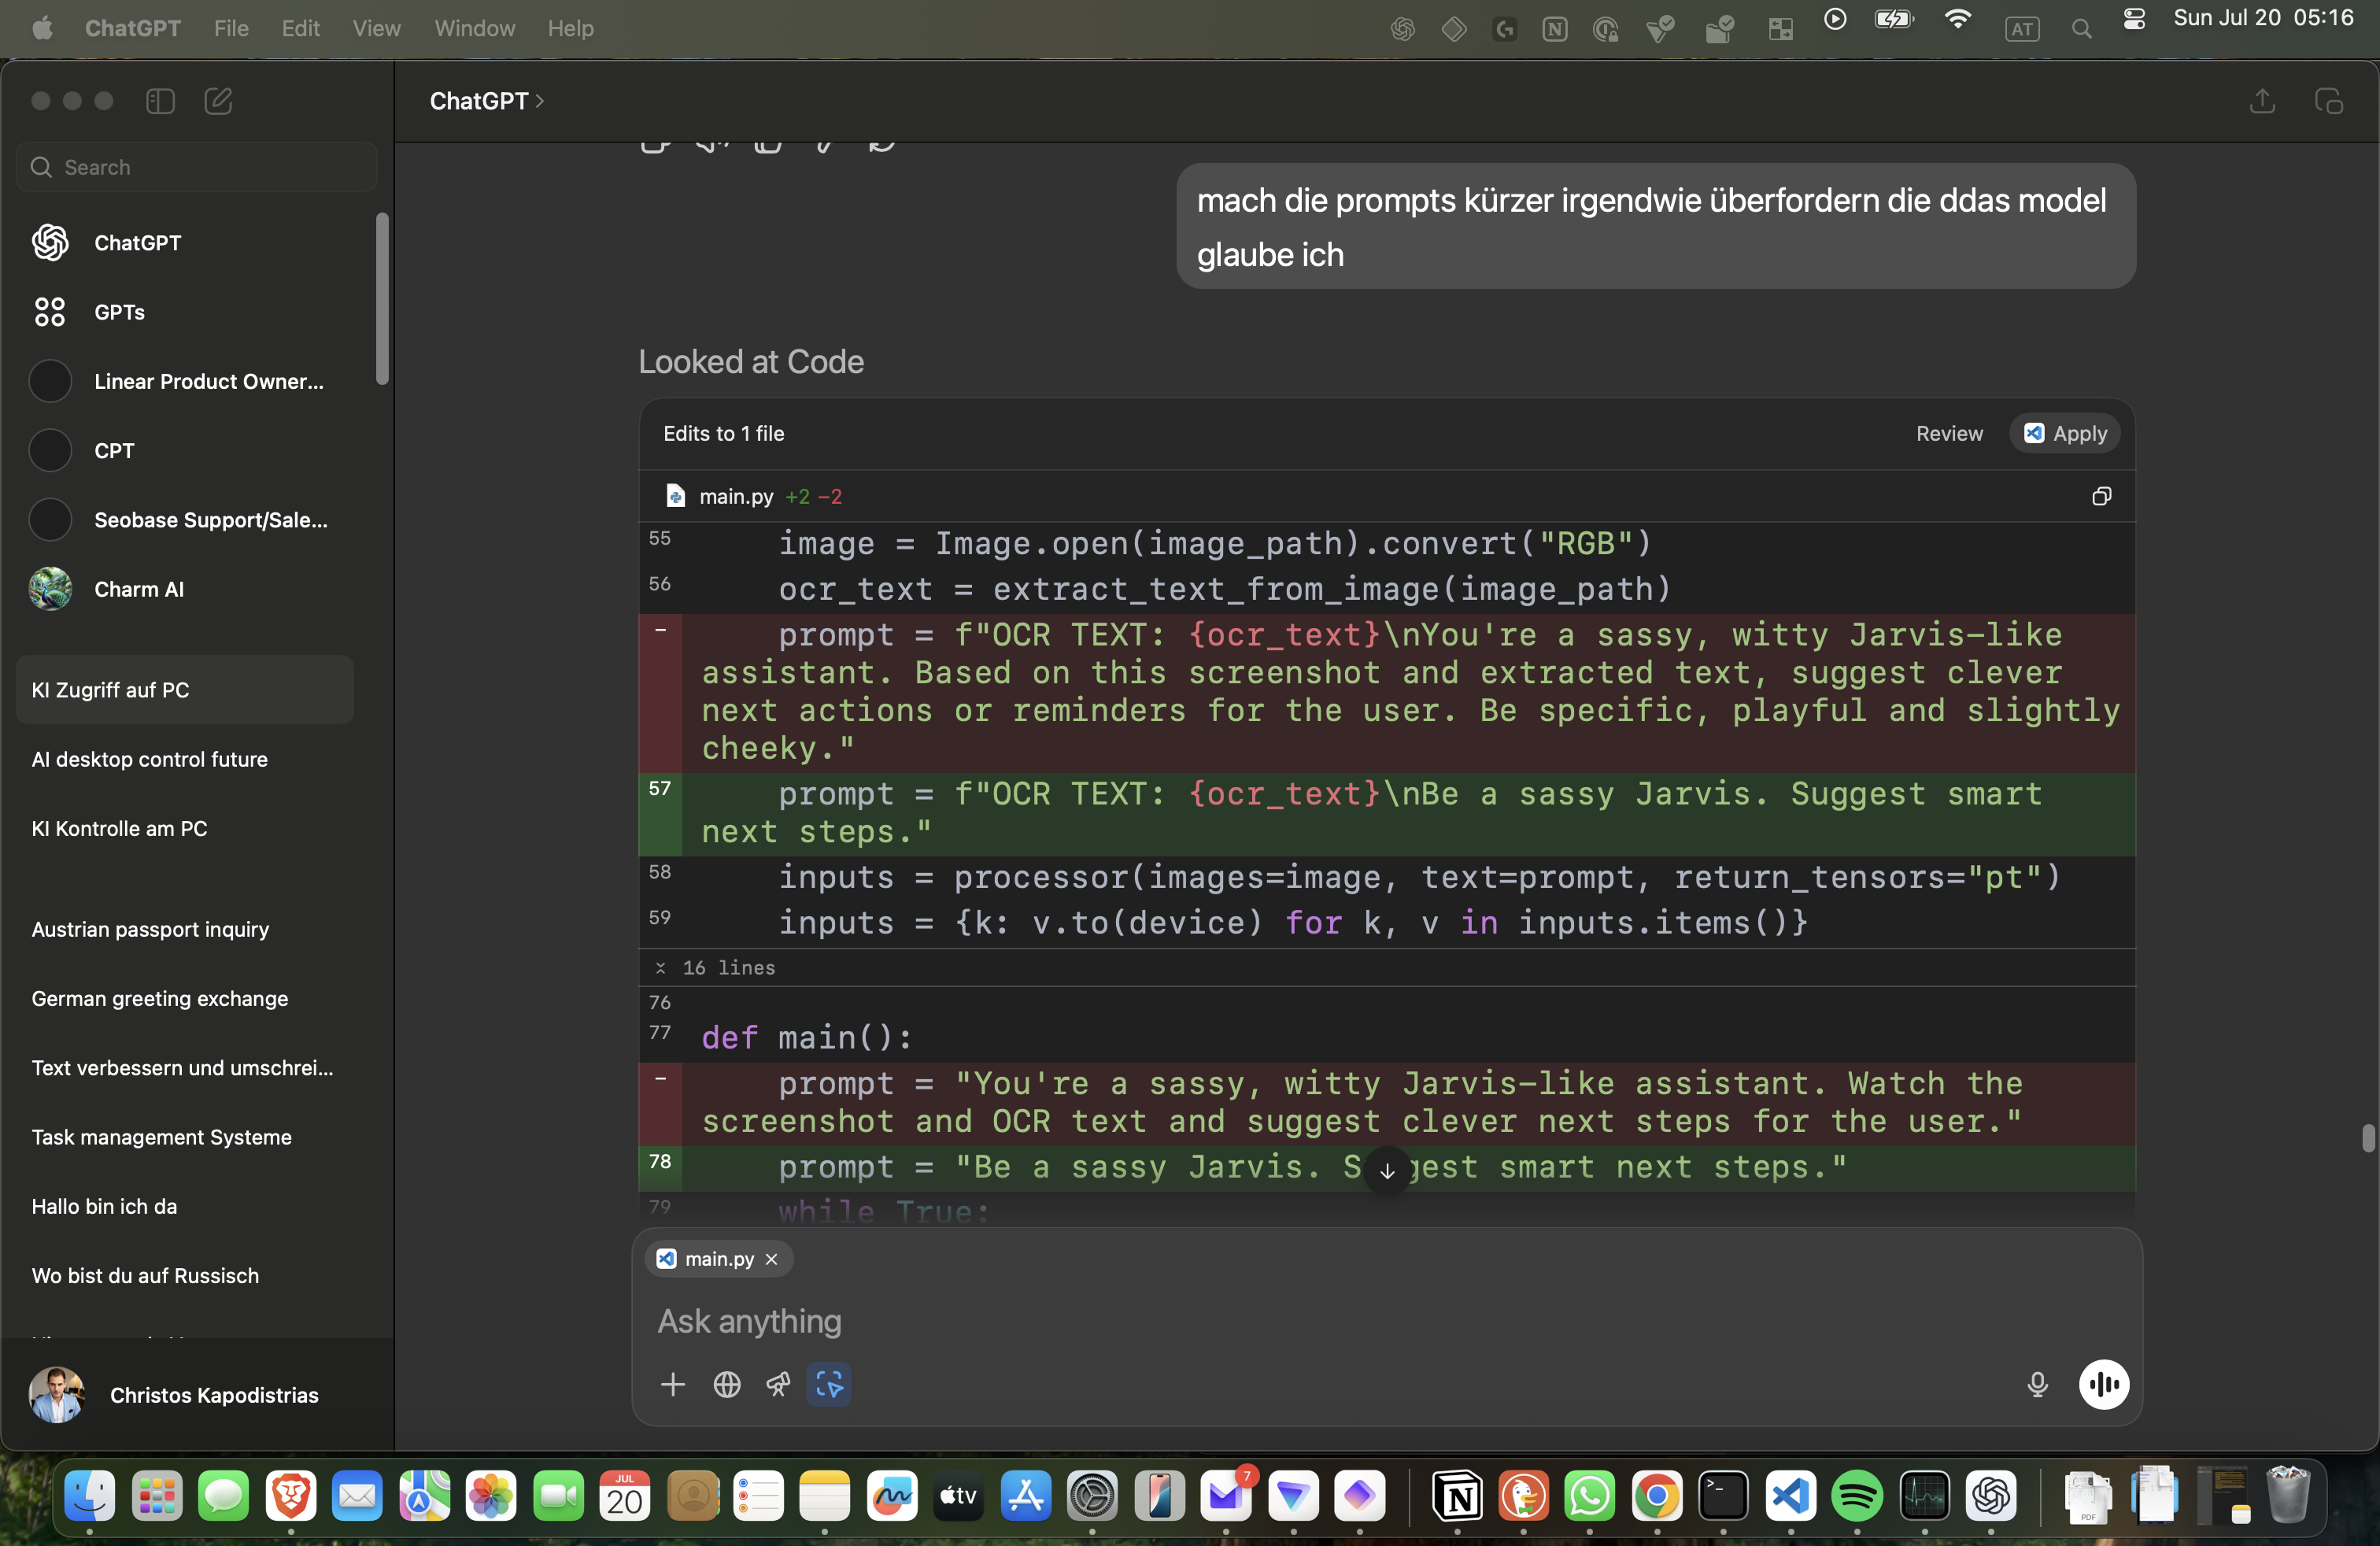 ChatGPT File Edit View Window Help
AT
Sun Jul 20 05:16
ChatGPT
Search
ChatGPT
GPTs
Linear Product Owner...
CPT
Seobase Support/Sale...
Charm AI
KI Zugriff auf PC
AI desktop control future
KI Kontrolle am PC
Austrian passport inquiry
German greeting exchange
Text verbessern und umschrei...
Task management Systeme
Hallo bin ich da
Wo bist du auf Russisch
Christos Kapodistrias
mach die prompts kürzer irgendwie überfordern die ddas model
glaube ich
Looked at Code
Edits to 1 file
Review
Apply
main.py +2 -2
55 image = Image.open(image_path).convert("RGB")
56 ocr_text = extract_text_from_image(image_path)
- prompt = f"OCR TEXT: {ocr_text}\nYou're a sassy, witty Jarvis-like
assistant. Based on this screenshot and extracted text, suggest clever
next actions or reminders for the user. Be specific, playful and slightly
cheeky."
57 prompt = f"OCR TEXT: {ocr_text}\nBe a sassy Jarvis. Suggest smart
next steps."
58 inputs = processor(images=image, text=prompt, return_tensors="pt")
59 inputs = {k: v.to(device) for k, v in inputs.items()}
16 lines
76
77 def main():
- prompt = "You're a sassy, witty Jarvis-like assistant. Watch the
screenshot and OCR text and suggest clever next steps for the user."
78 prompt = "Be a sassy Jarvis. S gest smart next steps."
79 while True:
main.py
Ask anything
JUL
20
tv
7
PDF